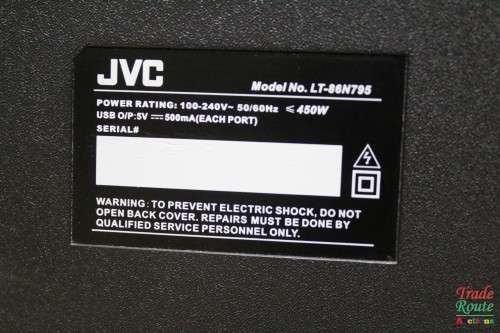 JVC
Model No. LT-86N795
POWER RATING: 100-240V~ 50/60Hz ≤450W
USB O/P:5V ⎓ 500mA(EACH PORT)
SERIAL#
WARNING: TO PREVENT ELECTRIC SHOCK, DO NOT
OPEN BACK COVER. REPAIRS MUST BE DONE BY
QUALIFIED SERVICE PERSONNEL ONLY.
Trade
Route